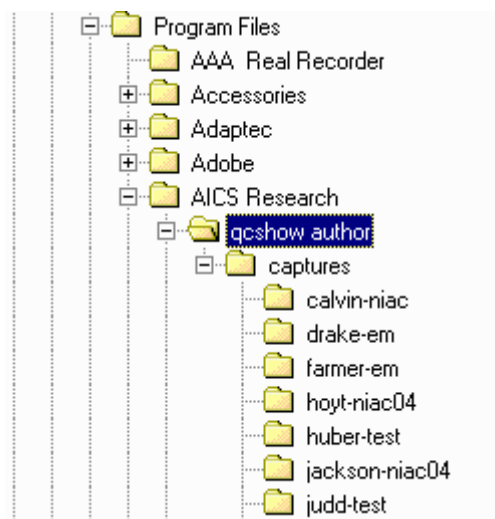 Program Files
AAA  Real Recorder
Accessories
Adaptec
Adobe
AICS Research
qcshow author
captures
calvin-niac
drake-em
farmer-em
hoyt-niac04
huber-test
jackson-niac04
judd-test